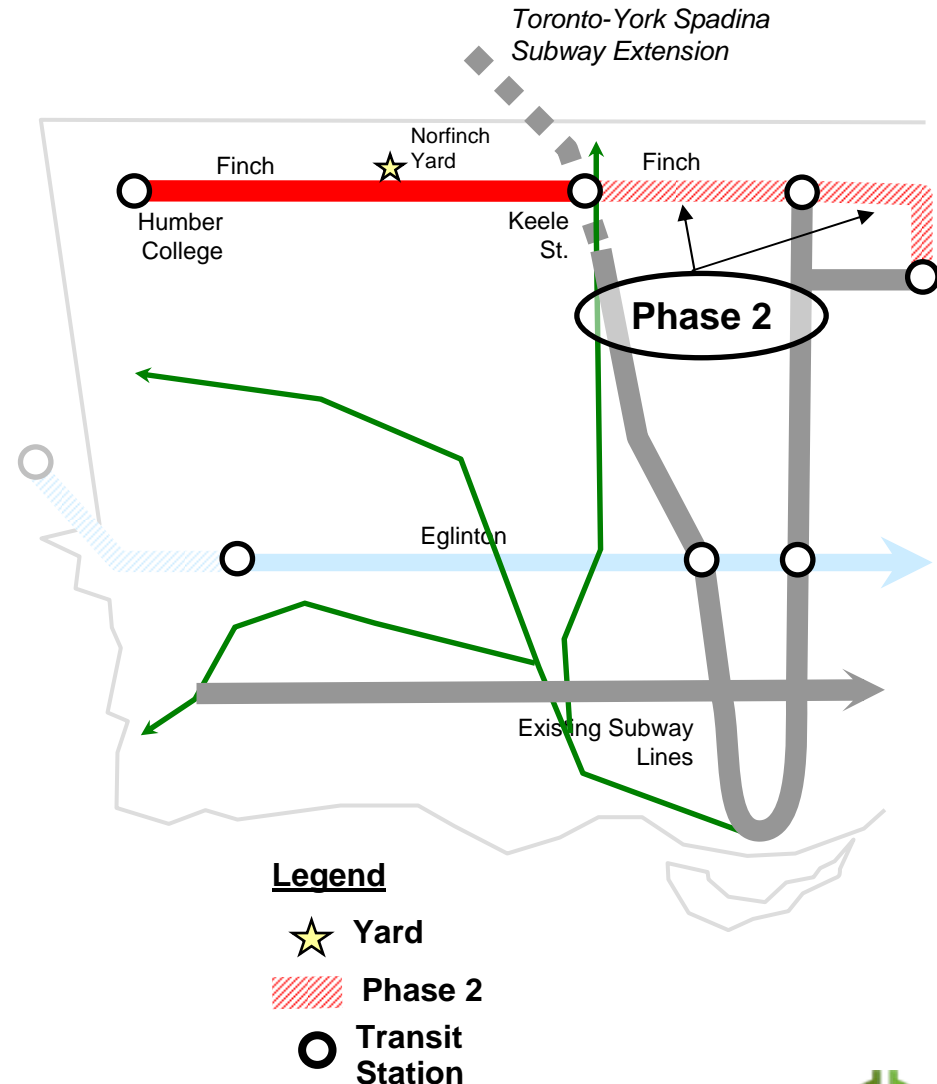 Toronto-York Spadina
Subway Extension
Norfinch
Yard
Finch
Finch
Humber
College
Keele
St.
Phase 2
Eglinton
Existing Subway
Lines
Legend
Yard
Phase 2
Transit
Station